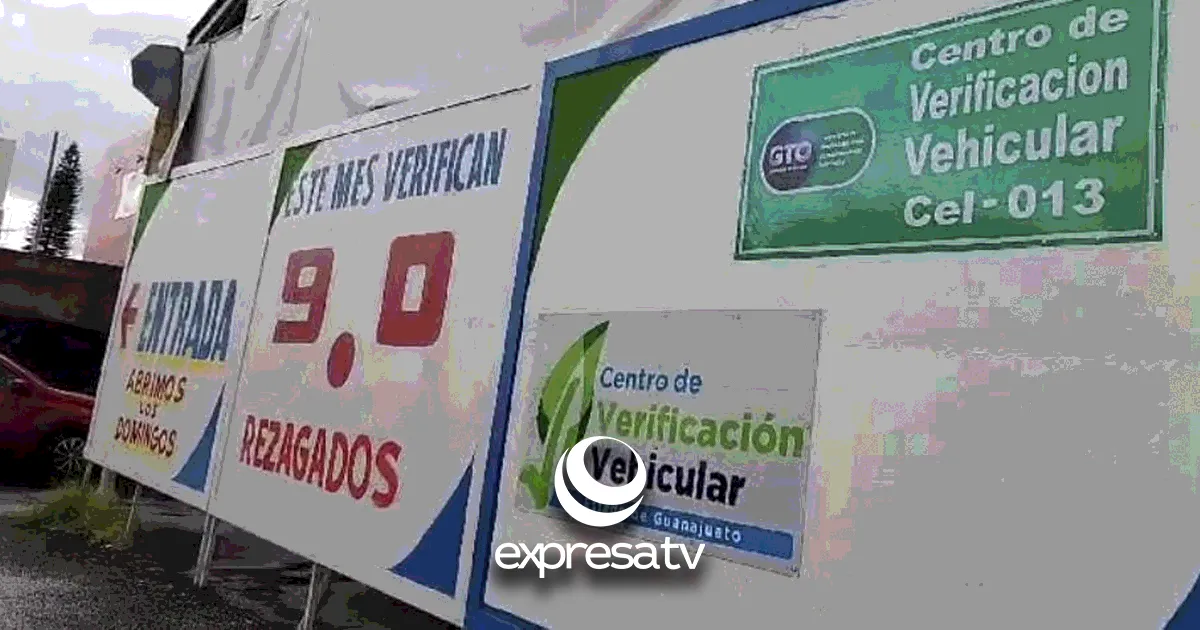 ← ENTRADA
ABRIMOS
LOS
DOMINGOS
ESTE MES VERIFICAN
9.0
REZAGADOS
GTO
Centro de
Verificacion
Vehicular
Cel-013
Centro de
Verificación
Vehicular
de Guanajuato
expresatv